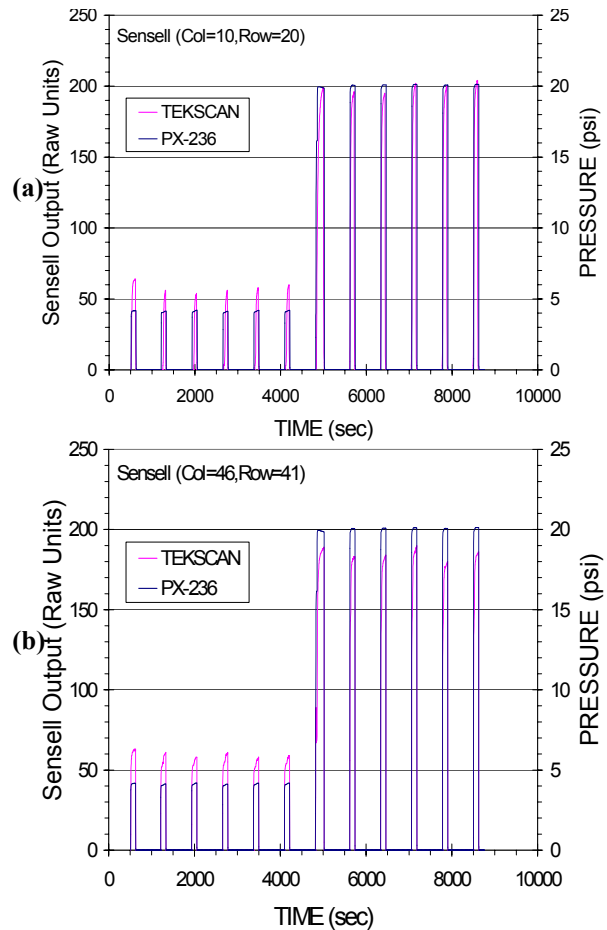 250
25
Sensell (Col=10,Row=20)
200
20
TEKSCAN
PX-236
150
15
(a)
100
10
50
5
0
0
0 2000 4000 6000 8000 10000
Sensell Output (Raw Units)
PRESSURE (psi)
TIME (sec)
250
25
Sensell (Col=46,Row=41)
200
20
TEKSCAN
PX-236
150
15
(b)
100
10
50
5
0
0
0 2000 4000 6000 8000 10000
Sensell Output (Raw Units)
PRESSURE (psi)
TIME (sec)